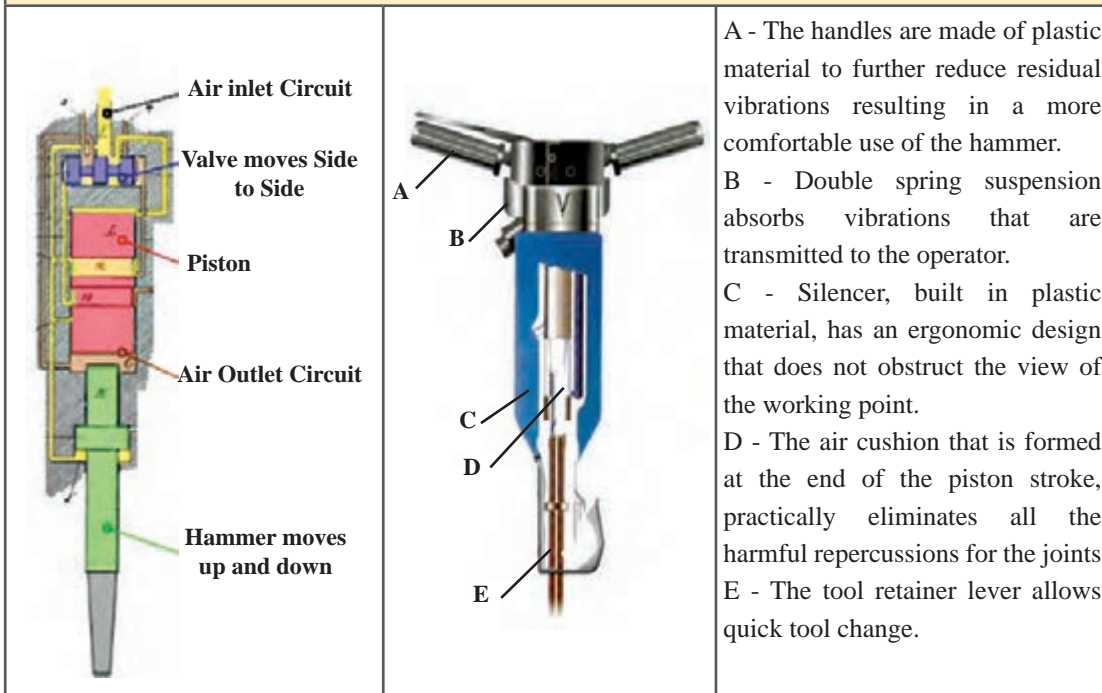 Air inlet Circuit
Valve moves Side
to Side
Piston
Air Outlet Circuit
Hammer moves
up and down
A
B
C
D
E
A - The handles are made of plastic
material to further reduce residual
vibrations resulting in a more
comfortable use of the hammer.
B - Double spring suspension
absorbs vibrations that are
transmitted to the operator.
C - Silencer, built in plastic
material, has an ergonomic design
that does not obstruct the view of
the working point.
D - The air cushion that is formed
at the end of the piston stroke,
practically eliminates all the
harmful repercussions for the joints
E - The tool retainer lever allows
quick tool change.